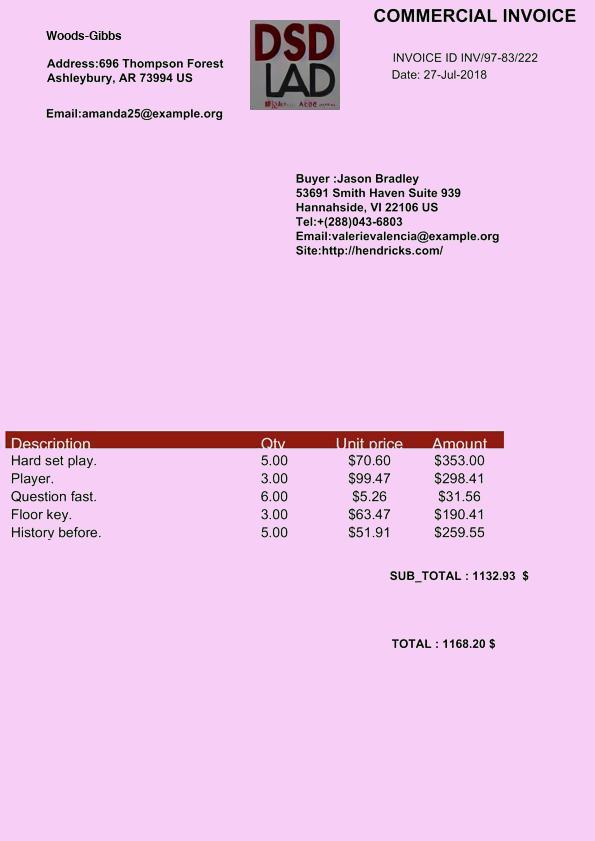 COMMERCIAL INVOICE
Woods-Gibbs
Address:696 Thompson Forest
Ashleybury, AR 73994 US
Email:amanda25@example.org
DSD
LAD
INVOICE ID INV/97-83/222
Date: 27-Jul-2018
Buyer :Jason Bradley
53691 Smith Haven Suite 939
Hannahside, VI 22106 US
Tel:+(288)043-6803
Email:valerievalencia@example.org
Site:http://hendricks.com/
Description Qty Unit price Amount
Hard set play. 5.00 $70.60 $353.00
Player. 3.00 $99.47 $298.41
Question fast. 6.00 $5.26 $31.56
Floor key. 3.00 $63.47 $190.41
History before. 5.00 $51.91 $259.55
SUB_TOTAL : 1132.93 $
TOTAL : 1168.20 $